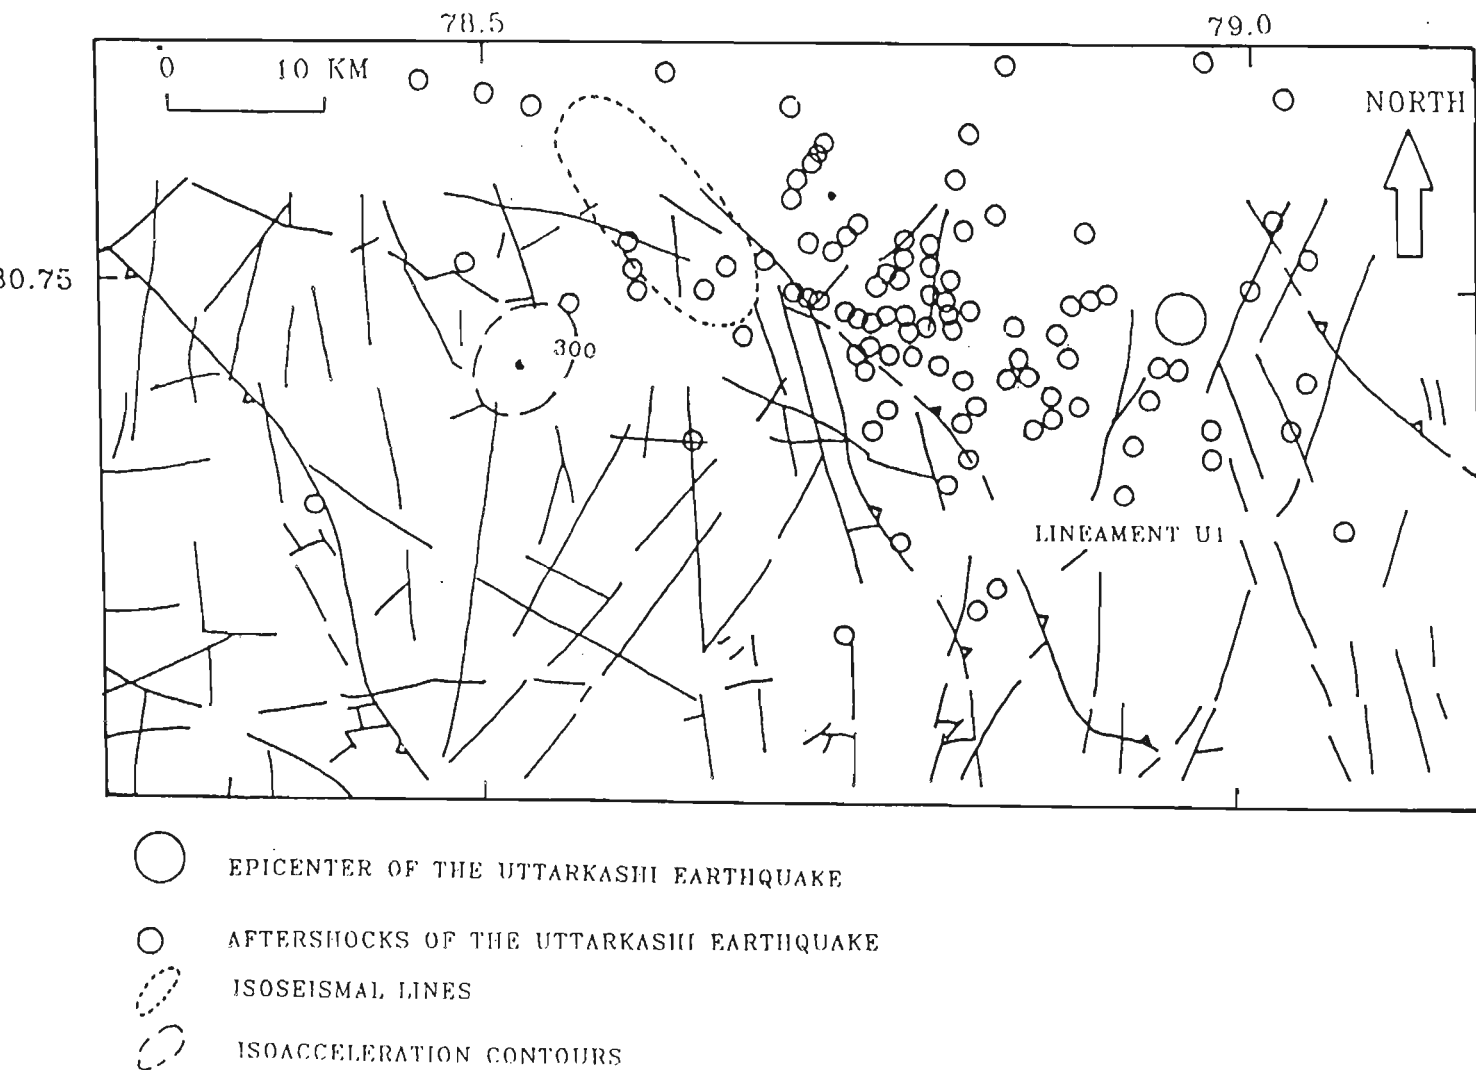 78.5
79.0
0 10 KM
NORTH
30.75
300
LINEAMENT U1
EPICENTER OF THE UTTARKASHI EARTHQUAKE
AFTERSHOCKS OF THE UTTARKASHI EARTHQUAKE
ISOSEISMAL LINES
ISOACCELERATION CONTOURS